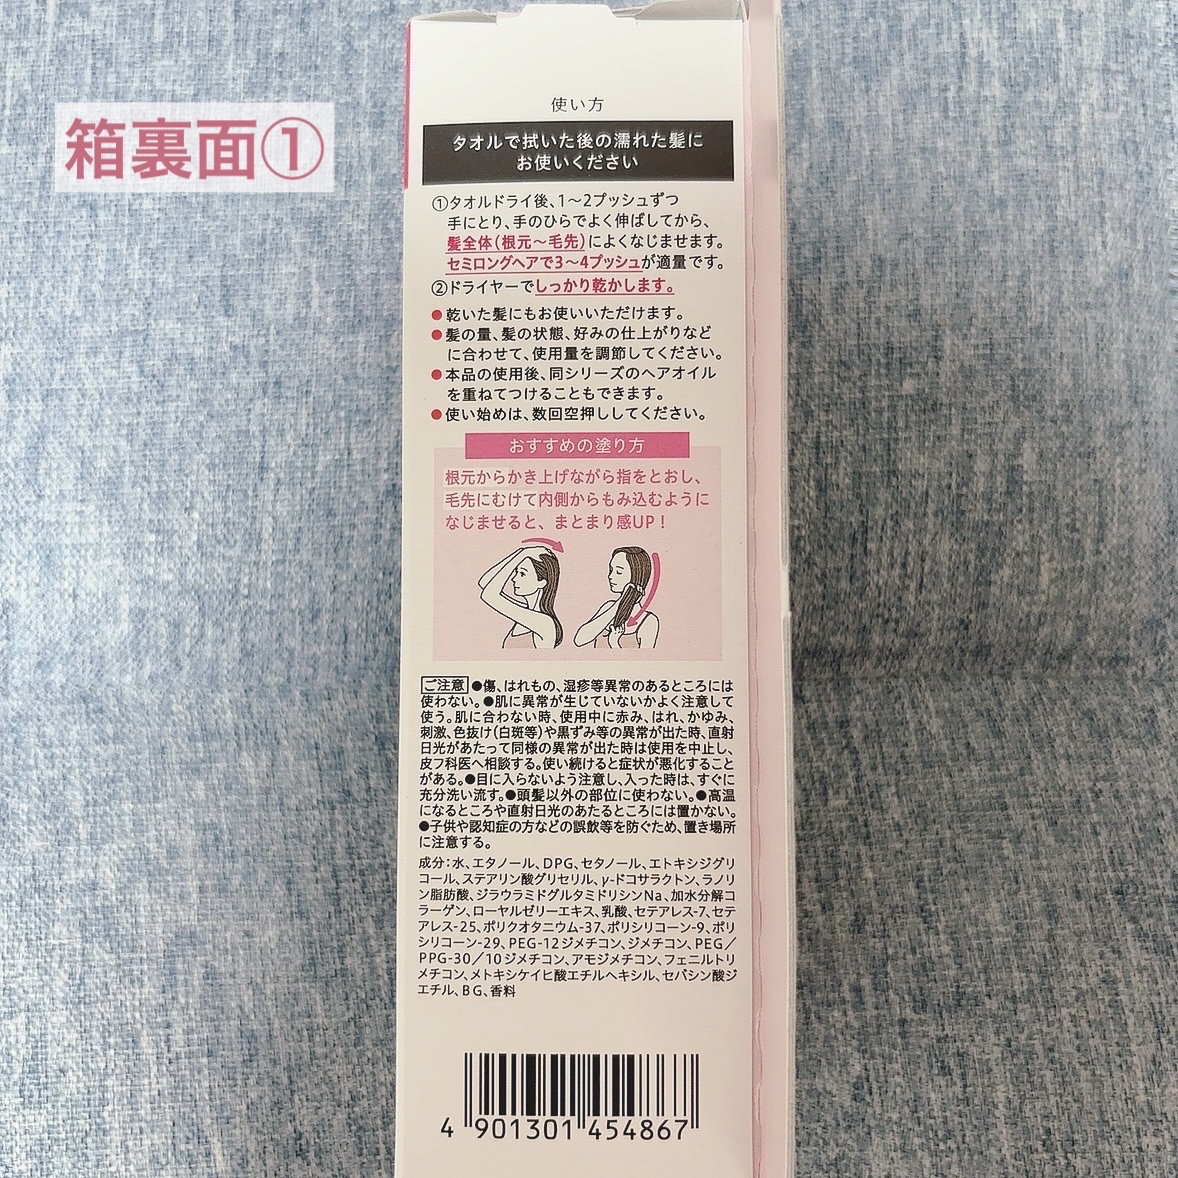 箱裏面①
使い方
タオルで拭いた後の濡れた髪に
お使いください
①タオルドライ後、1〜2プッシュずつ
手にとり、手のひらでよく伸ばしてから、
髪全体(根元〜毛先)によくなじませます。
セミロングヘアで3〜4プッシュが適量です。
②ドライヤーでしっかり乾かします。
●乾いた髪にもお使いいただけます。
●髪の量、髪の状態、好みの仕上がりなど
に合わせて、使用量を調節してください。
●本品の使用後、同シリーズのヘアオイル
を重ねてつけることもできます。
●使い始めは、数回空押ししてください。
おすすめの塗り方
根元からかき上げながら指をとおし、
毛先にむけて内側からもみ込むように
なじませると、まとまり感UP！
ご注意 ●傷、はれもの、湿疹等異常のあるところには
使わない。●肌に異常が生じていないかよく注意して
使う。肌に合わない時、使用中に赤み、はれ、かゆみ、
刺激、色抜け(白斑等)や黒ずみ等の異常が出た時、直射
日光があたって同様の異常が出た時は使用を中止し、
皮フ科医へ相談する。使い続けると症状が悪化すること
がある。●目に入らないよう注意し、入った時は、すぐに
充分洗い流す。●頭髪以外の部位に使わない。●高温
になるところや直射日光のあたるところには置かない。
●子供や認知症の方などの誤飲等を防ぐため、置き場所
に注意する。
成分：水、エタノール、DPG、セタノール、エトキシジグリ
コール、ステアリン酸グリセリル、γ-ドコサラクトン、ラノリ
ン脂肪酸、ジラウラミドグルタミドリシンNa、加水分解コ
ラーゲン、ローヤルゼリーエキス、乳酸、セテアレス-7、セテ
アレス-25、ポリクオタニウム-37、ポリシリコーン-9、ポリ
シリコーン-29、PEG-12ジメチコン、ジメチコン、PEG／
PPG-30／10ジメチコン、アモジメチコン、フェニルトリ
メチコン、メトキシケイヒ酸エチルヘキシル、セバシン酸ジ
エチル、BG、香料
4 901301 454867